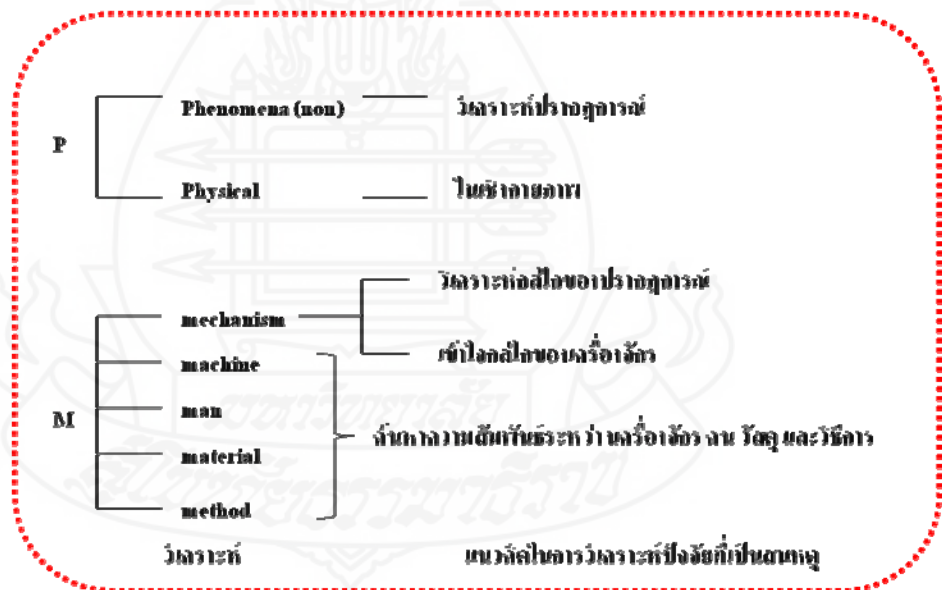 P
Phenomena (non) วิเคราะห์ปรากฏการณ์
Physical ในเชิงกายภาพ
M
mechanism วิเคราะห์กลไกของปรากฏการณ์
เข้าใจกลไกของเครื่องจักร
machine
man
material
method
ค้นหาความสัมพันธ์ระหว่าง เครื่องจักร คน วัสดุ และวิธีการ
วิเคราะห์ แนวคิดในการวิเคราะห์ปัจจัยที่เป็นสาเหตุ